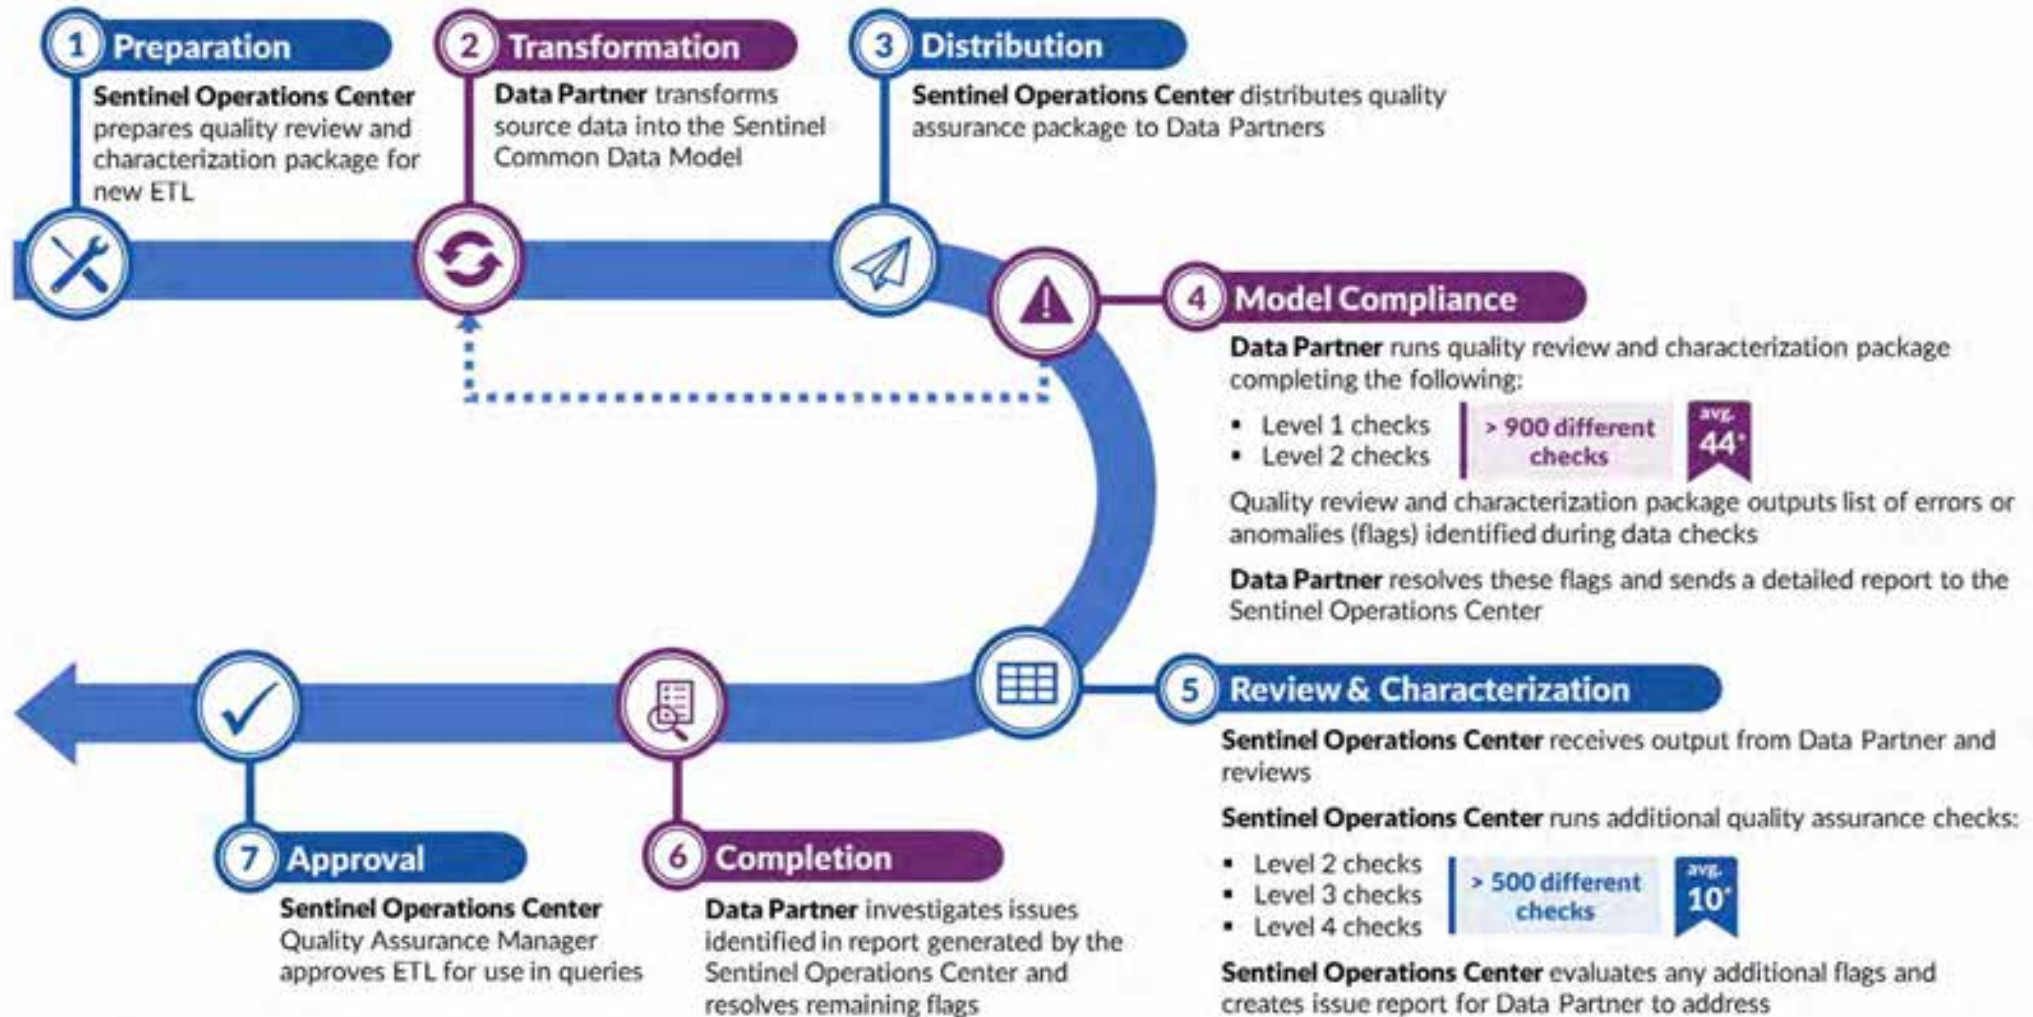 1 Preparation
Sentinel Operations Center
prepares quality review and
characterization package for
new ETL
2 Transformation
Data Partner transforms
source data into the Sentinel
Common Data Model
3 Distribution
Sentinel Operations Center distributes quality
assurance package to Data Partners
4 Model Compliance
Data Partner runs quality review and characterization package
completing the following:
▪ Level 1 checks
▪ Level 2 checks
> 900 different
checks
avg.
44*
Quality review and characterization package outputs list of errors or
anomalies (flags) identified during data checks
Data Partner resolves these flags and sends a detailed report to the
Sentinel Operations Center
5 Review & Characterization
Sentinel Operations Center receives output from Data Partner and
reviews
Sentinel Operations Center runs additional quality assurance checks:
▪ Level 2 checks
▪ Level 3 checks
▪ Level 4 checks
> 500 different
checks
avg.
10*
Sentinel Operations Center evaluates any additional flags and
creates issue report for Data Partner to address
6 Completion
Data Partner investigates issues
identified in report generated by the
Sentinel Operations Center and
resolves remaining flags
7 Approval
Sentinel Operations Center
Quality Assurance Manager
approves ETL for use in queries